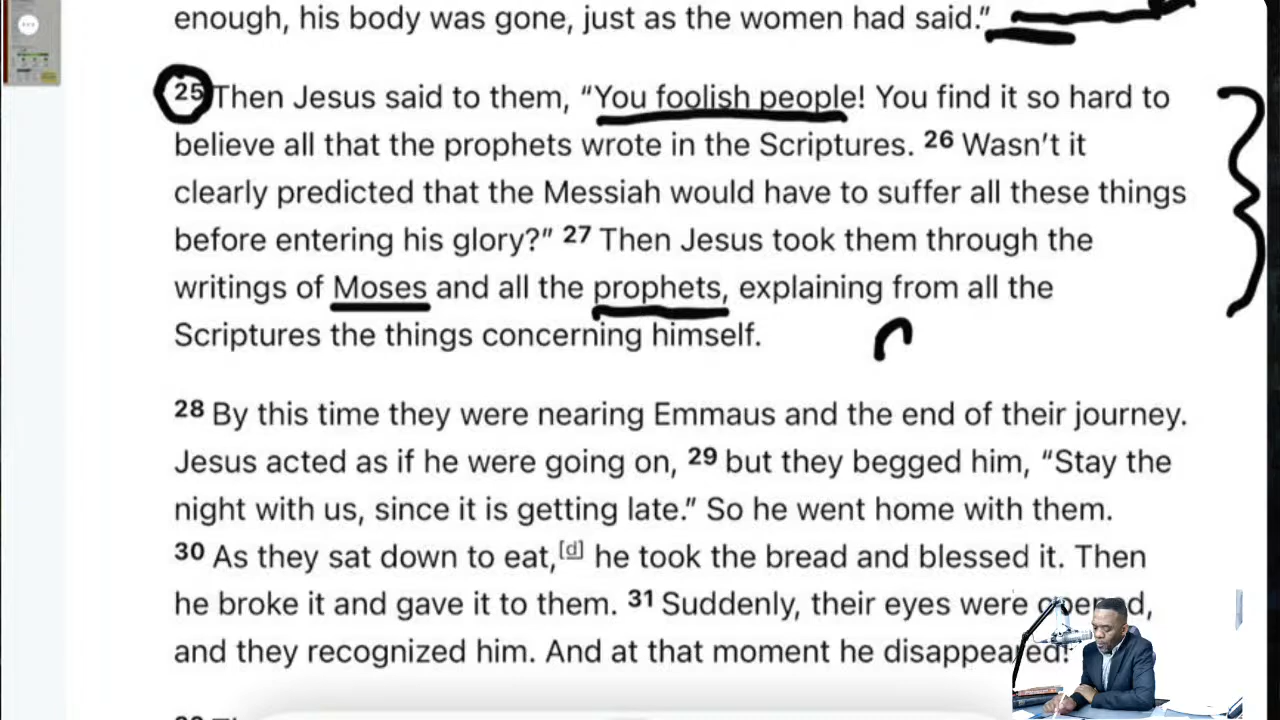 enough, his body was gone, just as the women had said.”
25 Then Jesus said to them, “You foolish people! You find it so hard to
believe all that the prophets wrote in the Scriptures. 26 Wasn’t it
clearly predicted that the Messiah would have to suffer all these things
before entering his glory?” 27 Then Jesus took them through the
writings of Moses and all the prophets, explaining from all the
Scriptures the things concerning himself.
28 By this time they were nearing Emmaus and the end of their journey.
Jesus acted as if he were going on, 29 but they begged him, “Stay the
night with us, since it is getting late.” So he went home with them.
30 As they sat down to eat,[d] he took the bread and blessed it. Then
he broke it and gave it to them. 31 Suddenly, their eyes were opened,
and they recognized him. And at that moment he disappeared!